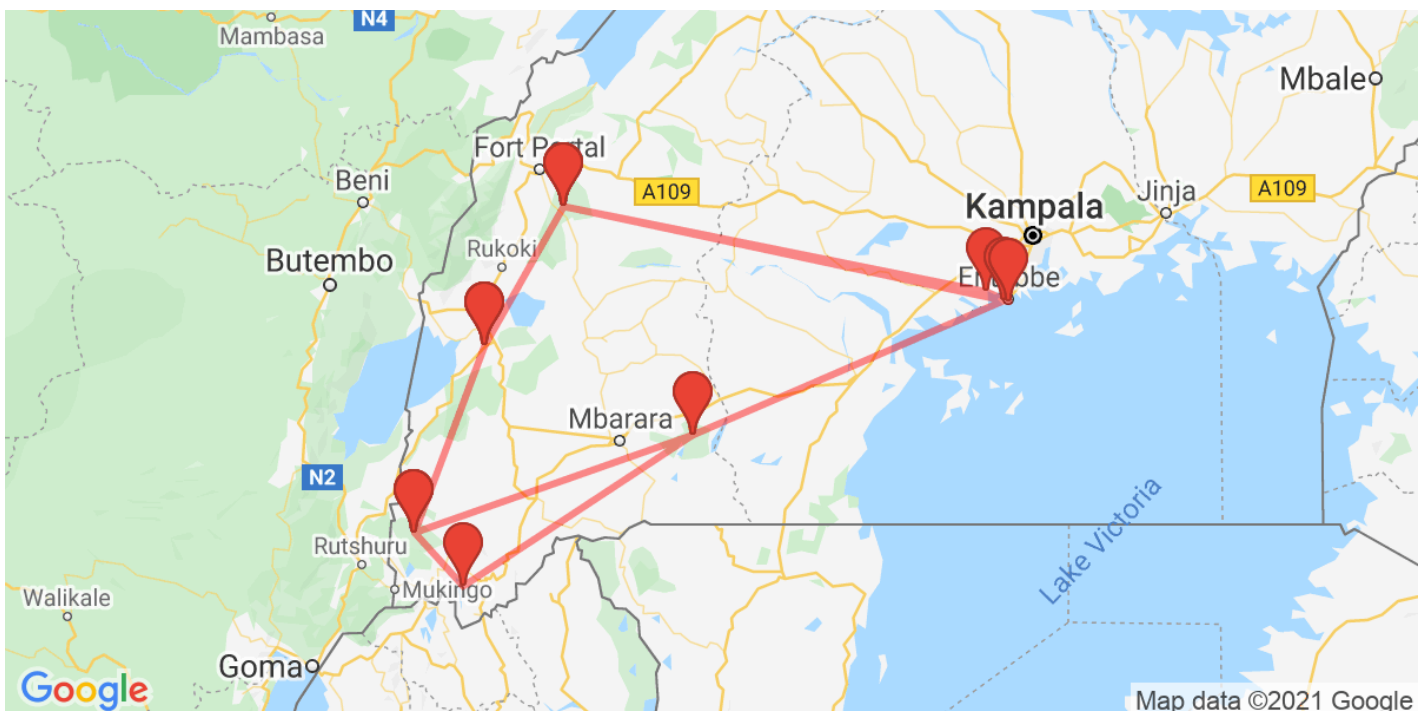 N4
Mambasa
Mbale
Fort Portal
Beni
A109
Jinja
A109
Kampala
Rukoki
Butembo
Entebbe
Mbarara
N2
Rutshuru
Mukingo
Lake Victoria
Walikale
Goma
Google
Map data ©2021 Google